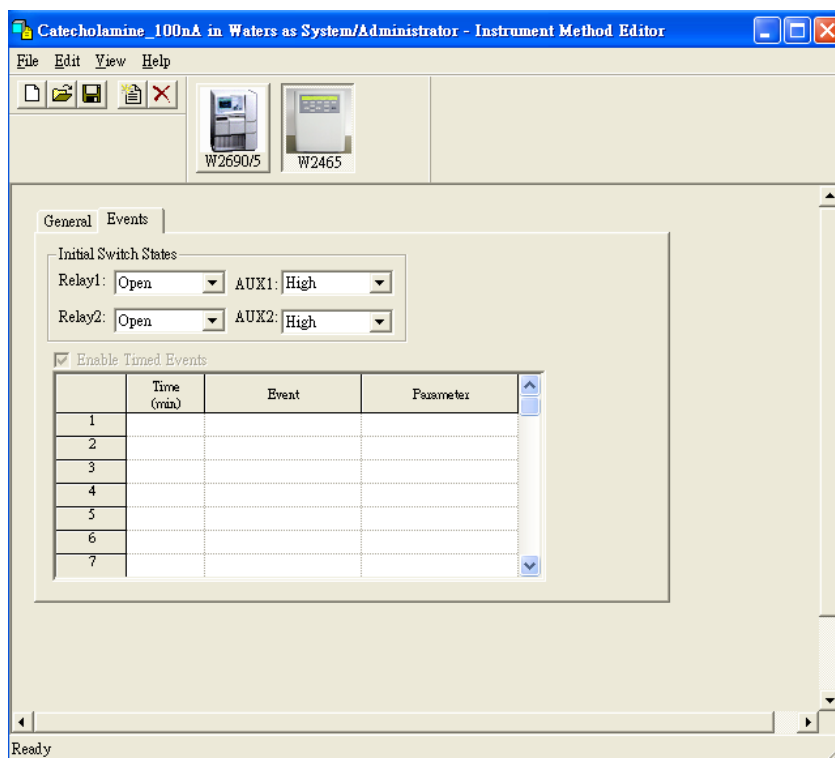 Catecholamine_100nA in Waters as System/Administrator - Instrument Method Editor
File Edit View Help
W2690/5 W2465
General Events
Initial Switch States
Relay1: Open AUX1: High
Relay2: Open AUX2: High
Enable Timed Events
Time (min) Event Parameter
1
2
3
4
5
6
7
Ready